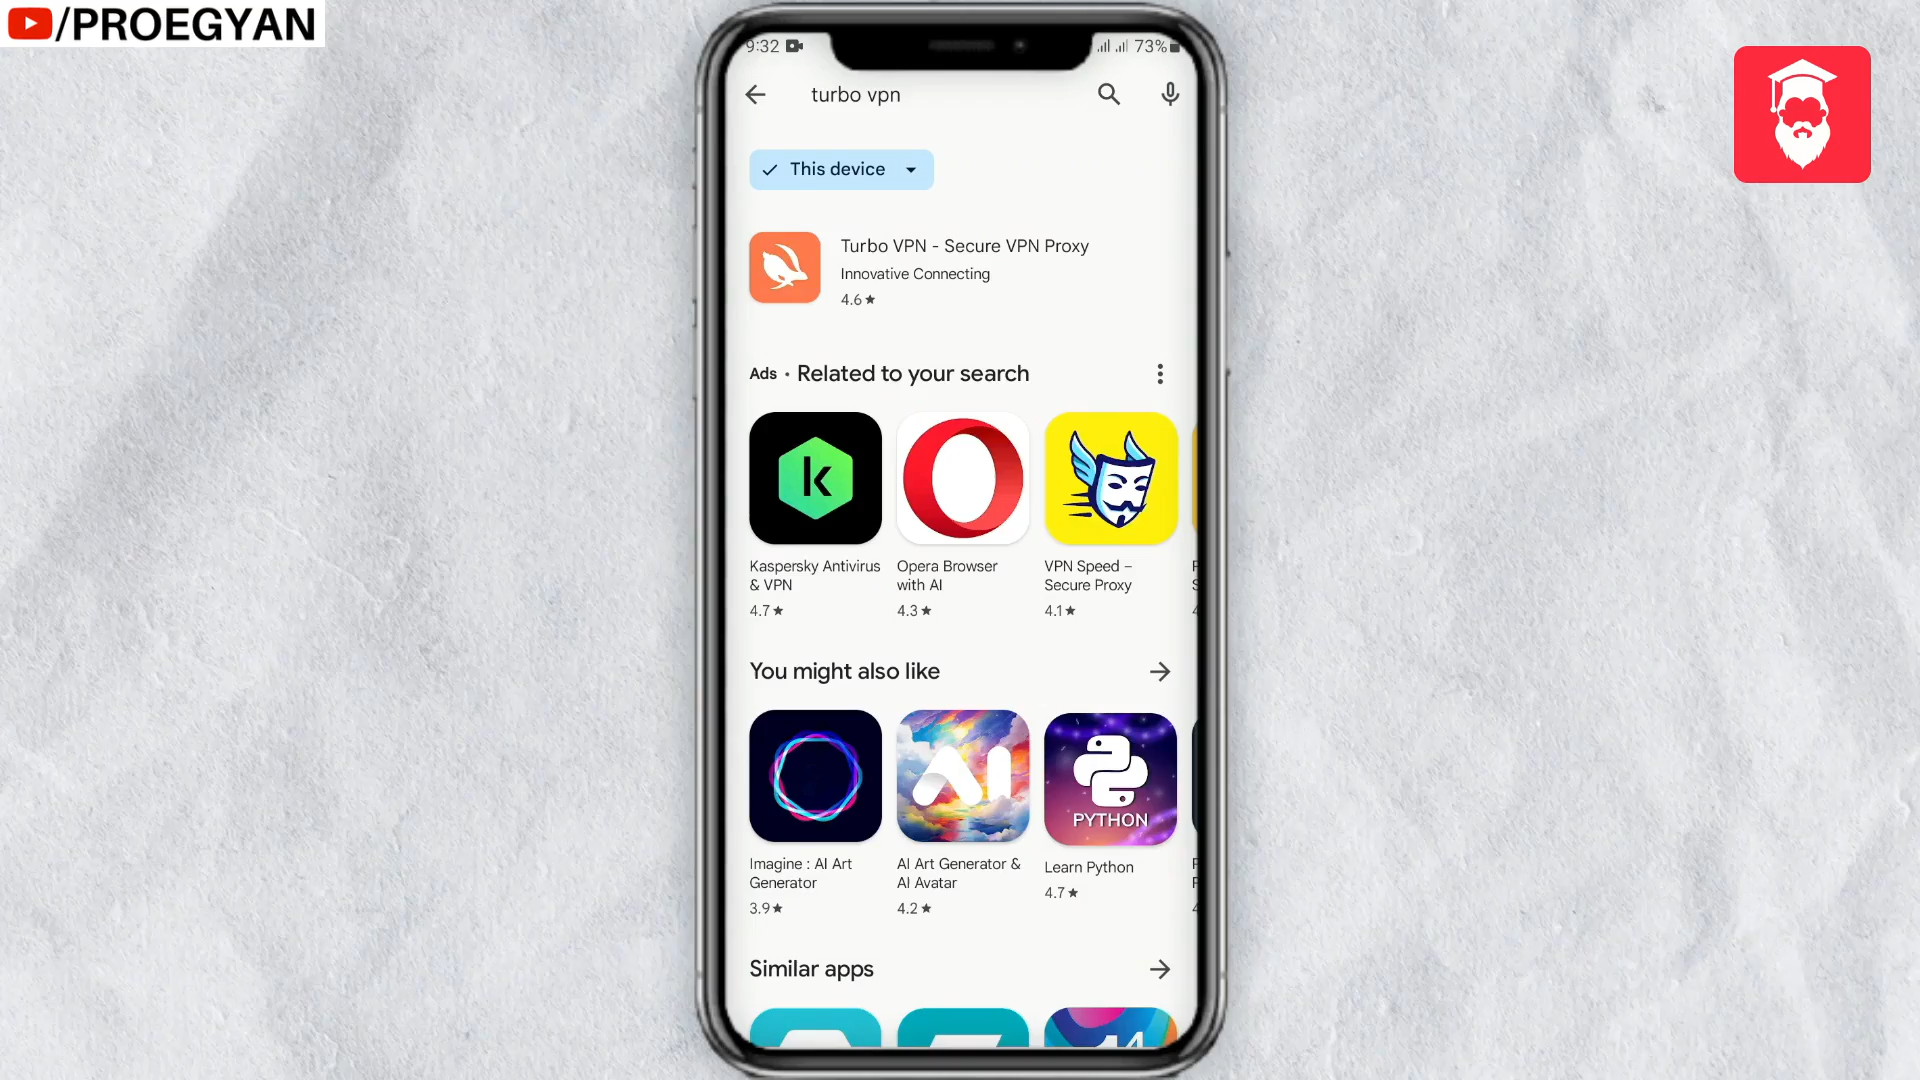 /PROEGYAN
9:32
73%
turbo vpn
This device
Turbo VPN - Secure VPN Proxy
Innovative Connecting
4.6★
Ads • Related to your search
k
Kaspersky Antivirus
& VPN
4.7★
Opera Browser
with AI
4.3★
VPN Speed –
Secure Proxy
4.1★
You might also like
AI
PYTHON
Imagine : AI Art
Generator
3.9★
AI Art Generator &
AI Avatar
4.2★
Learn Python
4.7★
Similar apps